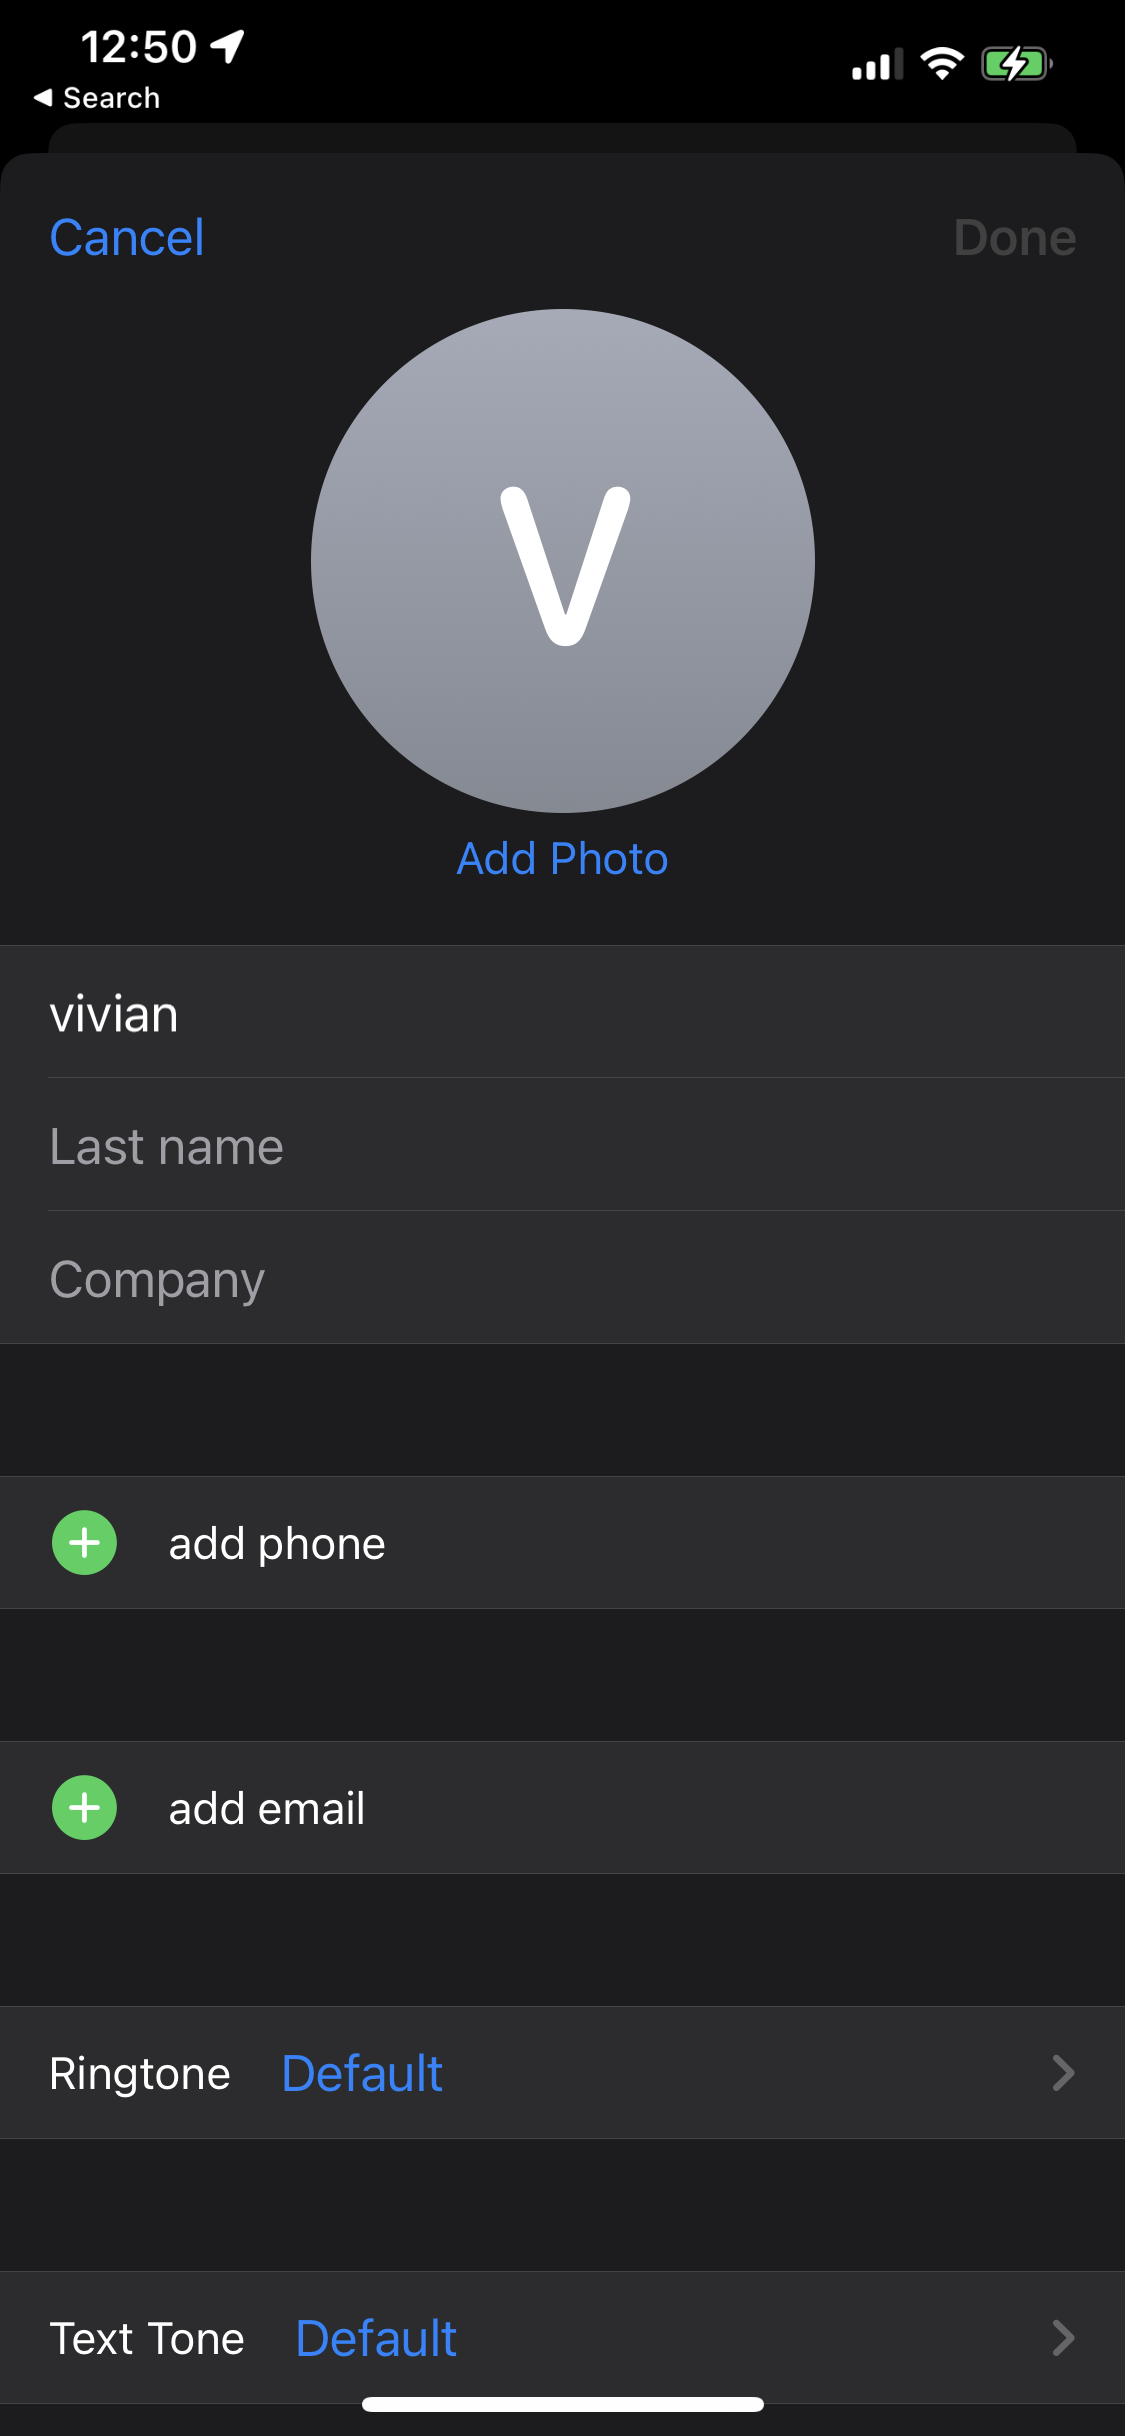 12:50
◀ Search
Cancel
Done
V
Add Photo
vivian
Last name
Company
add phone
add email
Ringtone Default
Text Tone Default